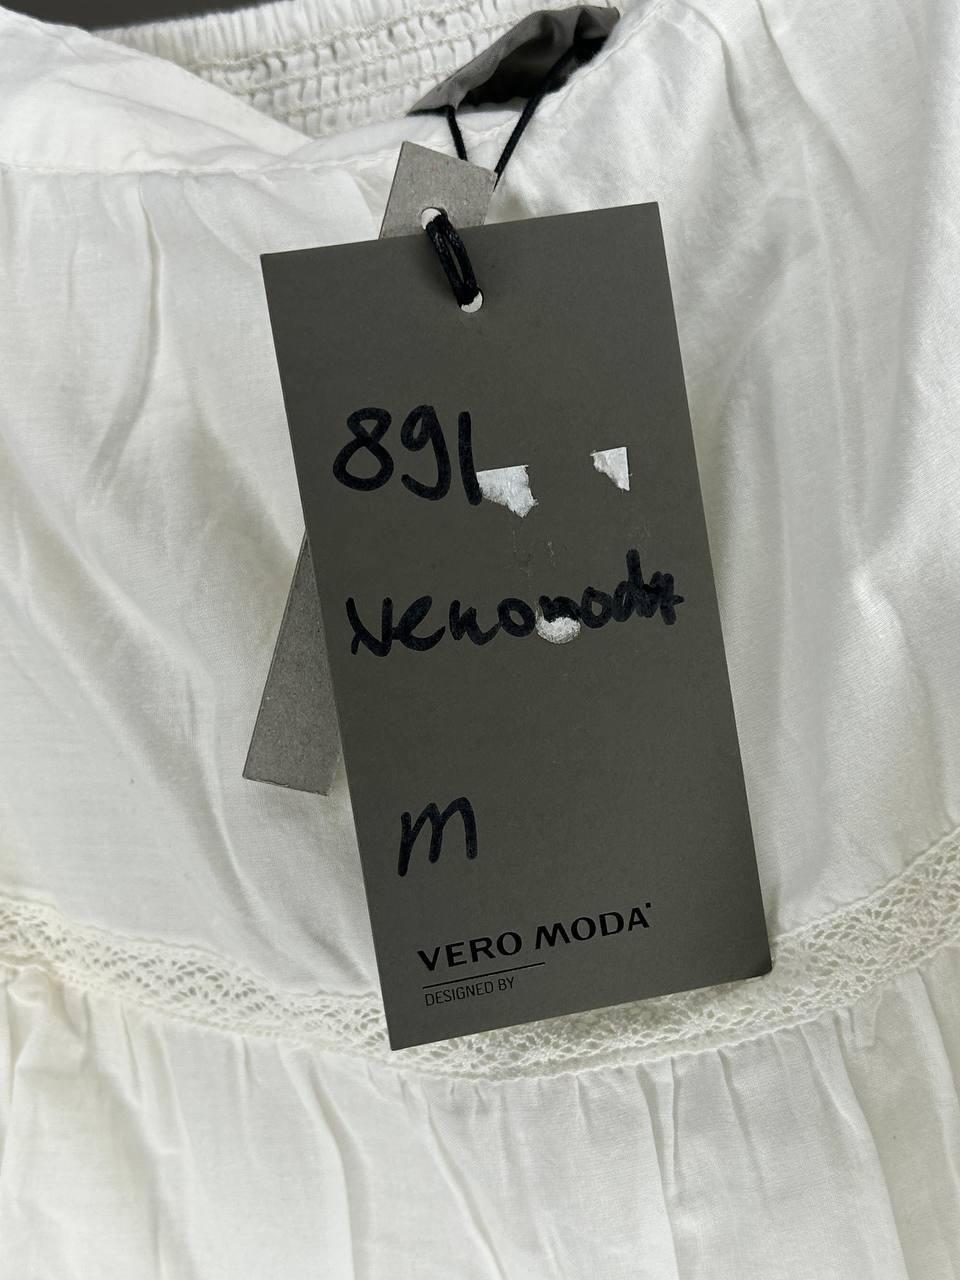 891
Veromoda
M
VERO MODA
DESIGNED BY